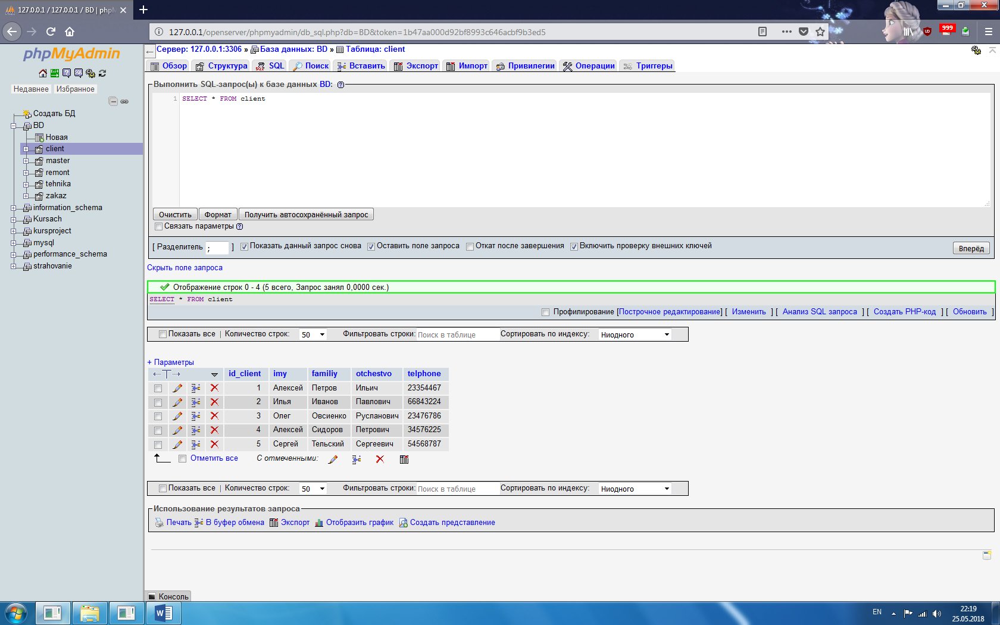 127.0.0.1 / 127.0.0.1 / BD | phpM
127.0.0.1/openserver/phpmyadmin/db_sql.php?db=BD&token=1b47aa000d92bf8993c646acbf9b3ed5
999
phpMyAdmin
Недавнее Избранное
Создать БД
BD
Новая
client
master
remont
tehnika
zakaz
information_schema
Kursach
kursproject
mysql
performance_schema
strahovanie
Сервер: 127.0.0.1:3306 » База данных: BD » Таблица: client
Обзор Структура SQL Поиск Вставить Экспорт Импорт Привилегии Операции Триггеры
Выполнить SQL-запрос(ы) к базе данных BD:
1 SELECT * FROM client
Очистить Формат Получить автосохранённый запрос
Связать параметры
[ Разделитель ; ] Показать данный запрос снова Оставить поле запроса Откат после завершения Включить проверку внешних ключей Вперёд
Скрыть поле запроса
Отображение строк 0 - 4 (5 всего, Запрос занял 0,0000 сек.)
SELECT * FROM client
Профилирование [Построчное редактирование] [ Изменить ] [ Анализ SQL запроса ] [ Создать PHP-код ] [ Обновить ]
Показать все | Количество строк: 50 Фильтровать строки: Поиск в таблице Сортировать по индексу: Ниодного
+ Параметры
←T→ id_client imy familiy otchestvo telphone
1 Алексей Петров Ильич 23354467
2 Илья Иванов Павлович 66843224
3 Олег Овсиенко Русланович 23476786
4 Алексей Сидоров Петрович 34576225
5 Сергей Тельский Сергеевич 54568787
Отметить все С отмеченными:
Показать все | Количество строк: 50 Фильтровать строки: Поиск в таблице Сортировать по индексу: Ниодного
Использование результатов запроса
Печать В буфер обмена Экспорт Отобразить график Создать представление
Консоль
EN
22:19
25.05.2018